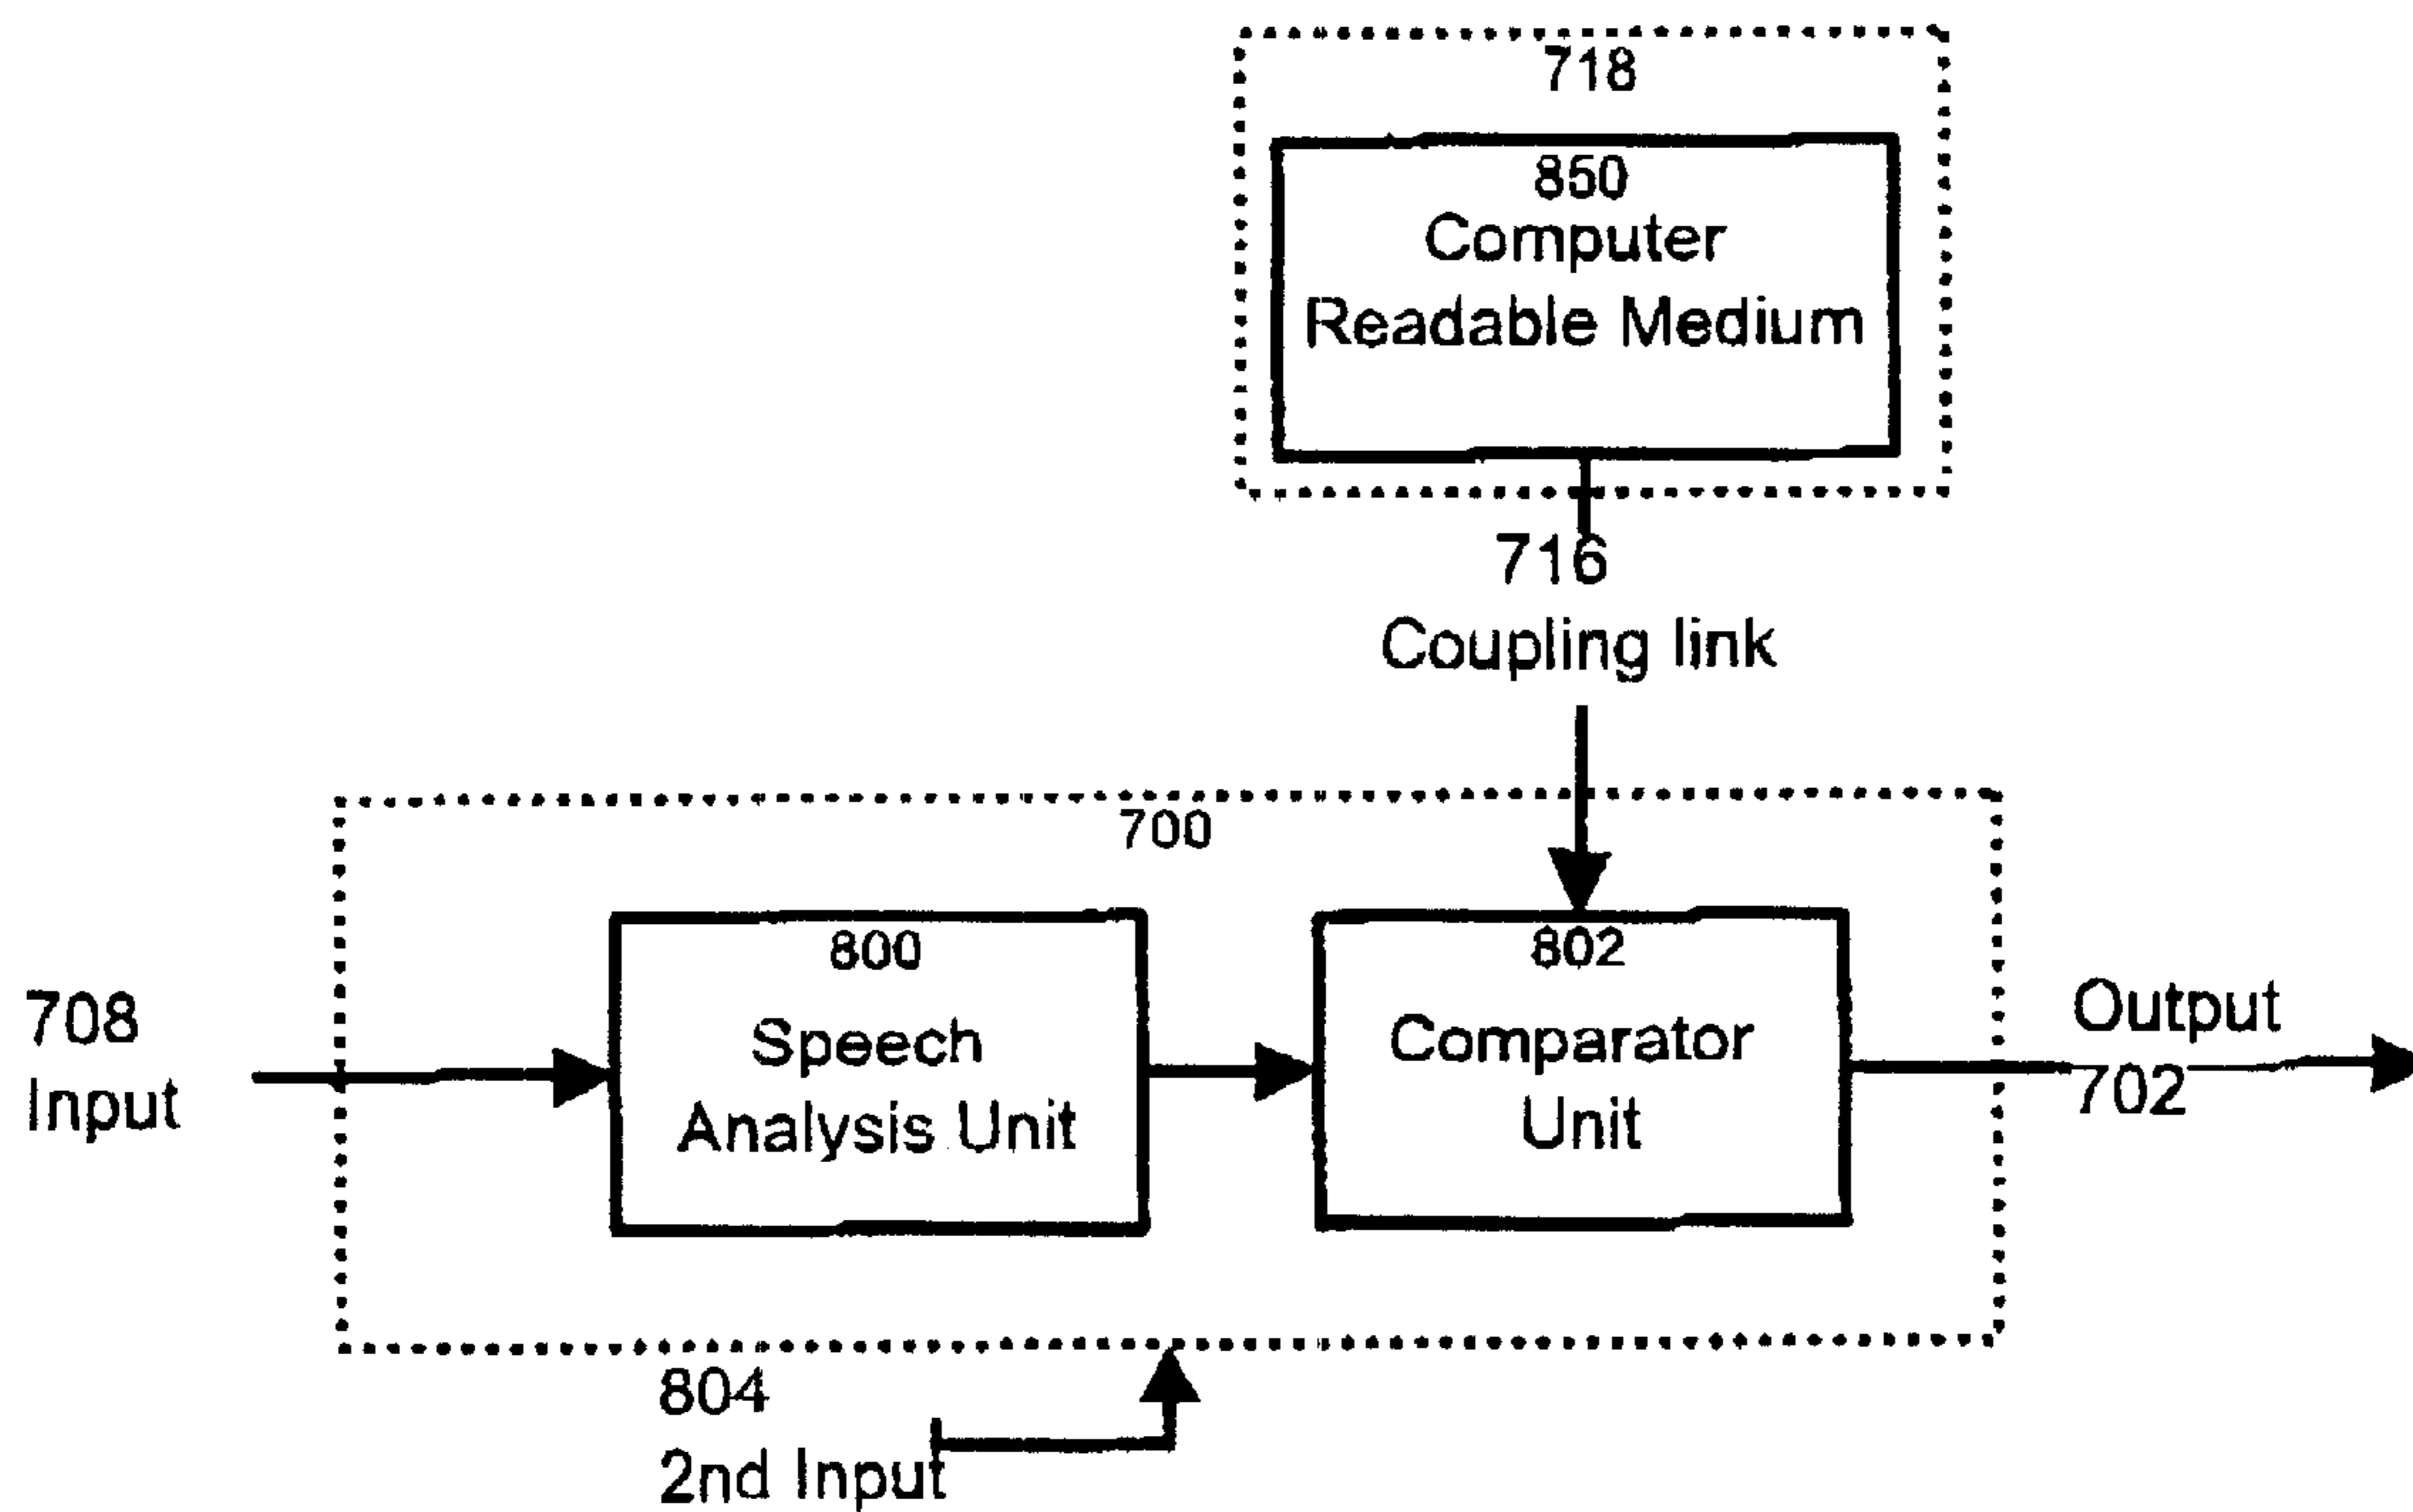 718
850
Computer
Readable Medium
716
Coupling link
700
708
Input
800
Speech
Analysis Unit
802
Comparator
Unit
Output
702
804
2nd Input